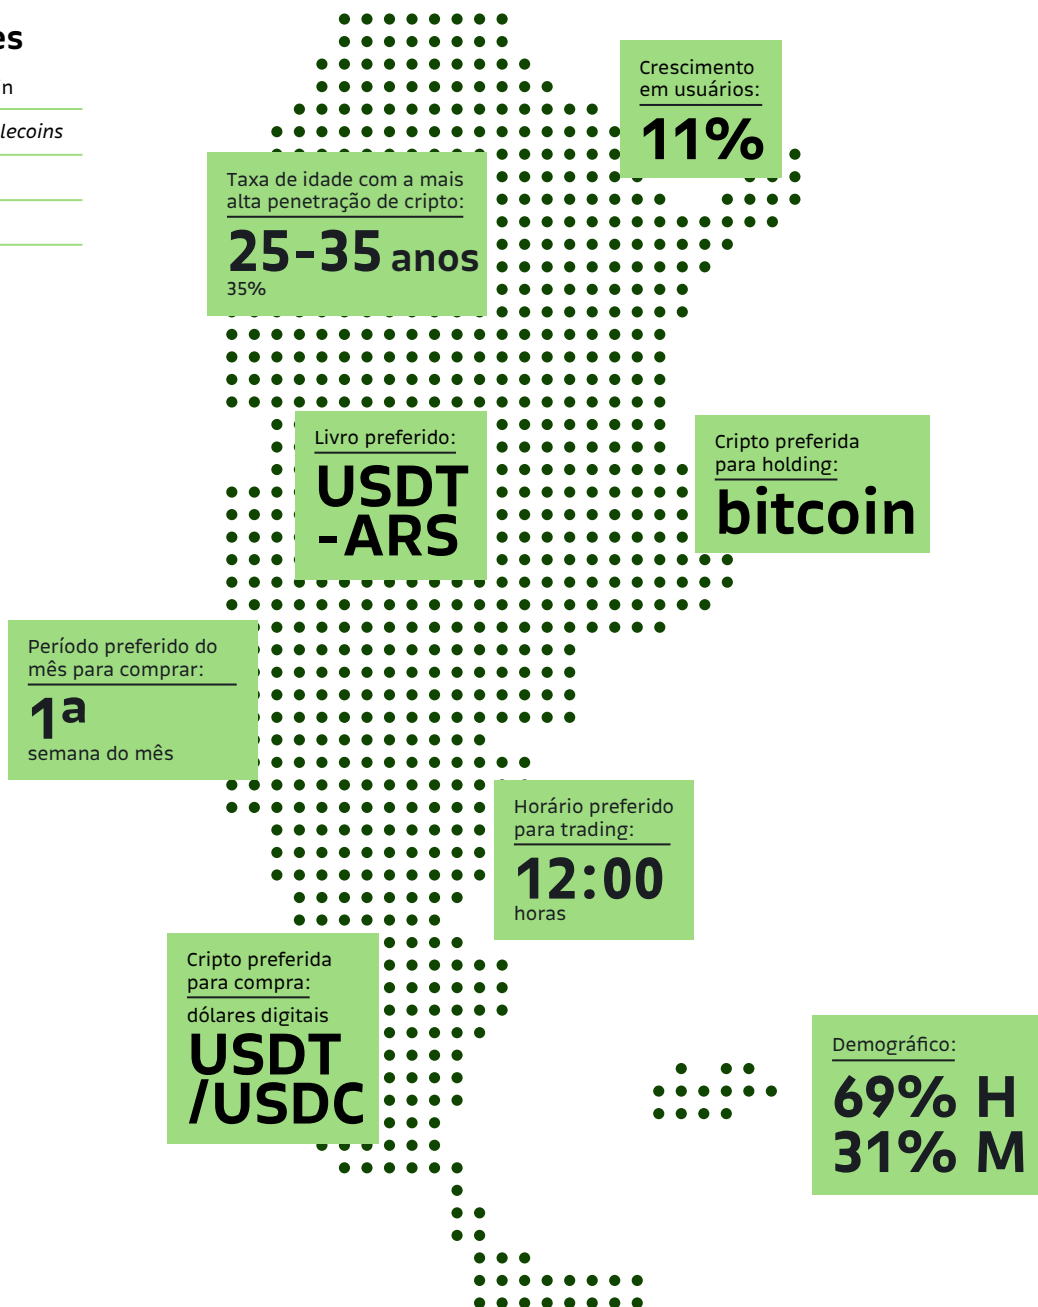 es
n
lecoins
Crescimento
em usuários:
11%
Taxa de idade com a mais
alta penetração de cripto:
25-35 anos
35%
Livro preferido:
USDT
-ARS
Cripto preferida
para holding:
bitcoin
Período preferido do
mês para comprar:
1ª
semana do mês
Horário preferido
para trading:
12:00
horas
Cripto preferida
para compra:
dólares digitais
USDT
/USDC
Demográfico:
69% H
31% M